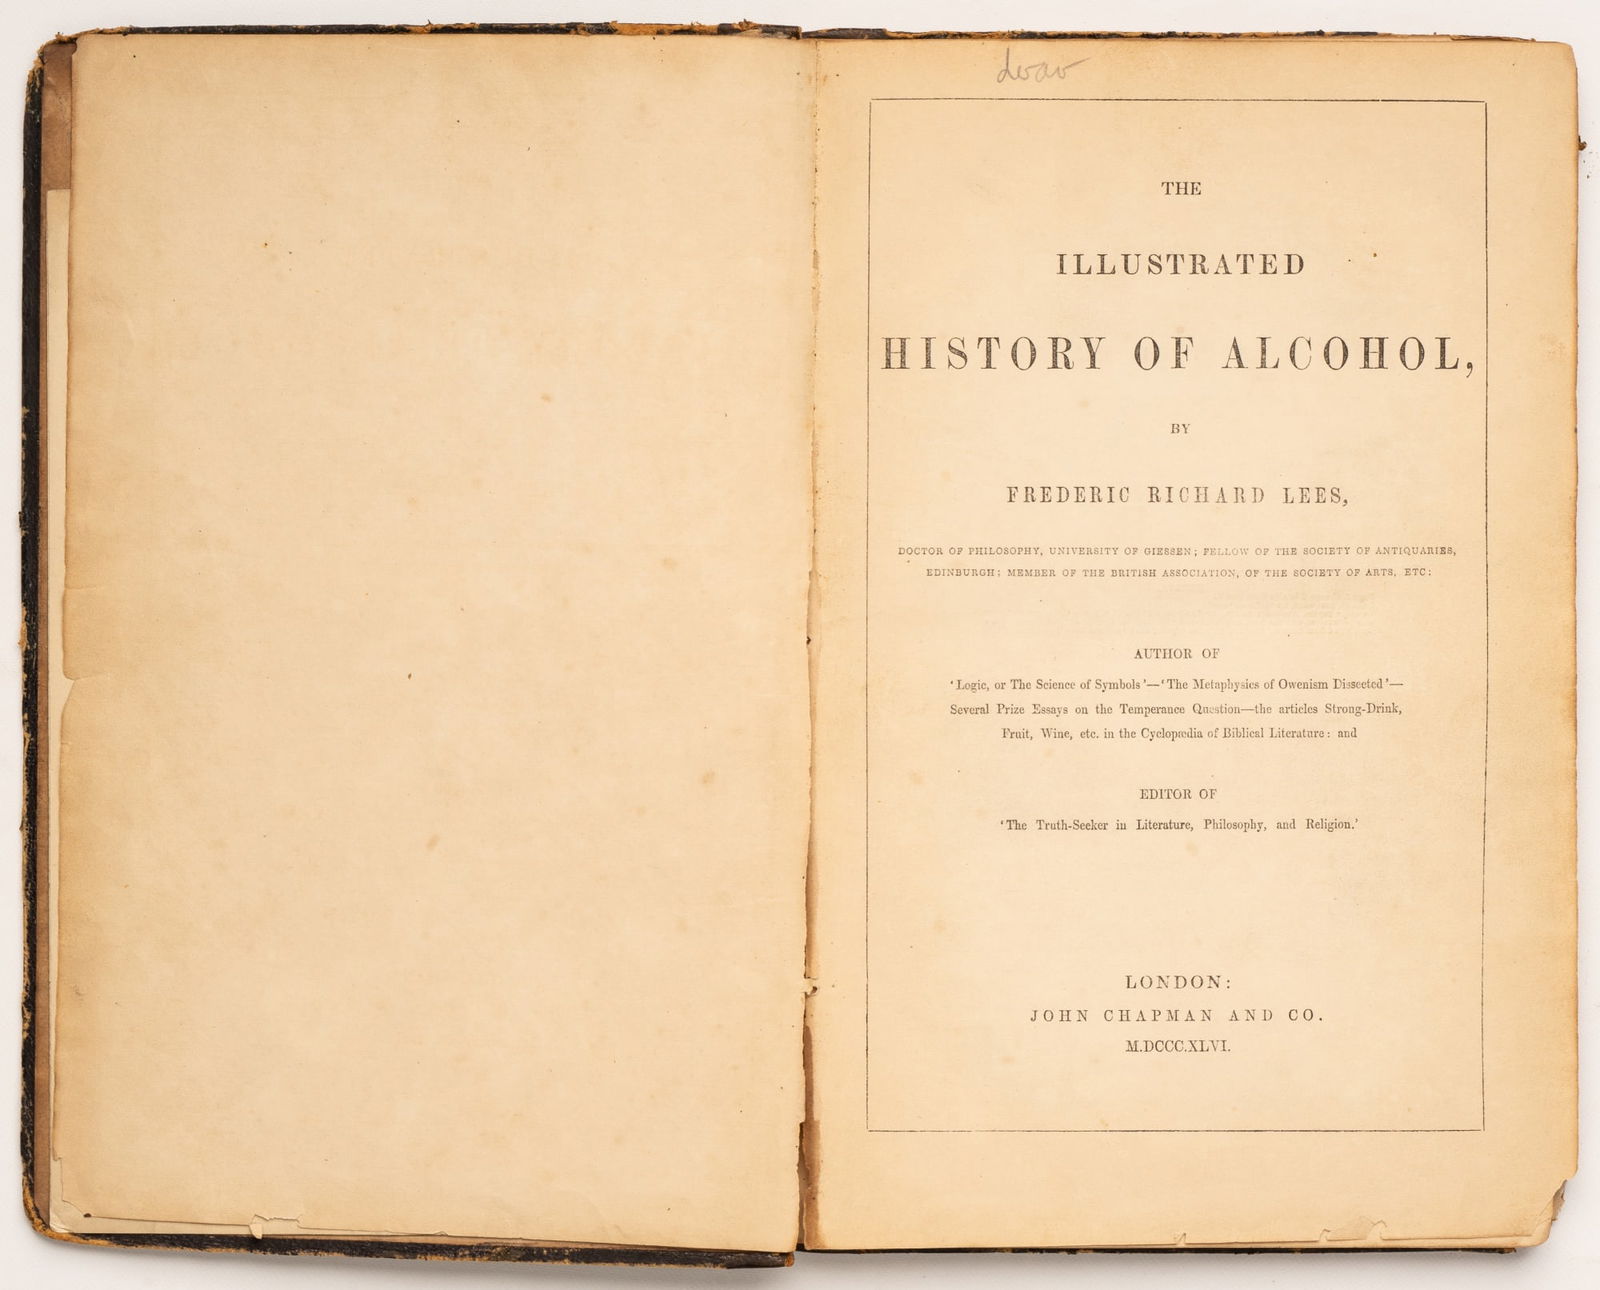 THE
ILLUSTRATED
HISTORY OF ALCOHOL,
BY
FREDERIC RICHARD LEES,
DOCTOR OF PHILOSOPHY, UNIVERSITY OF GIESSEN; FELLOW OF THE SOCIETY OF ANTIQUARIES,
EDINBURGH; MEMBER OF THE BRITISH ASSOCIATION, OF THE SOCIETY OF ARTS, ETC:
AUTHOR OF
‘Logic, or The Science of Symbols’—‘The Metaphysics of Owenism Dissected’—
Several Prize Essays on the Temperance Question—the articles Strong-Drink,
Fruit, Wine, etc. in the Cyclopædia of Biblical Literature: and
EDITOR OF
‘The Truth-Seeker in Literature, Philosophy, and Religion.’
LONDON:
JOHN CHAPMAN AND CO.
M.DCCC.XLVI.